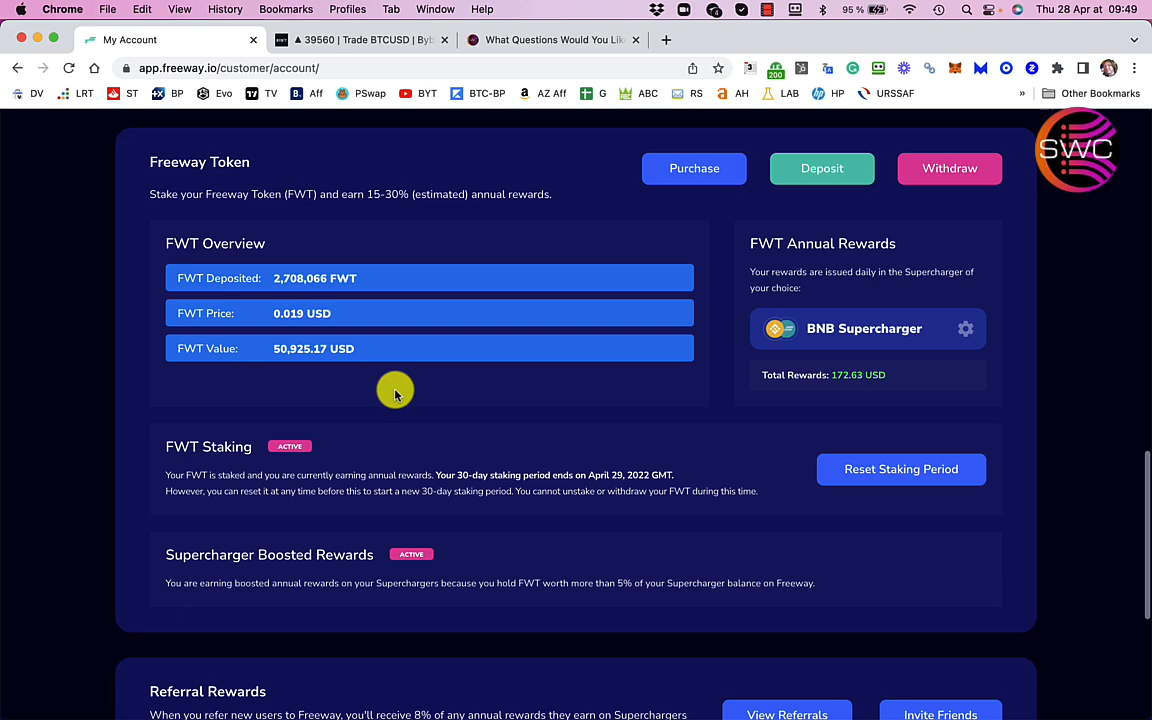 Chrome File Edit View History Bookmarks Profiles Tab Window Help 4 95 % Thu 28 Apr at 09:49
My Account 39560 | Trade BTCUSD | Byb What Questions Would You Lik
app.freeway.io/customer/account/
200
DV LRT ST BP Evo TV Aff PSwap BYT BTC-BP AZ Aff G ABC RS AH LAB HP URSSAF » Other Bookmarks
SWC
Freeway Token
Purchase Deposit Withdraw
Stake your Freeway Token (FWT) and earn 15-30% (estimated) annual rewards.
FWT Overview
FWT Deposited: 2,708,066 FWT
FWT Price: 0.019 USD
FWT Value: 50,925.17 USD
FWT Annual Rewards
Your rewards are issued daily in the Supercharger of
your choice:
BNB Supercharger
Total Rewards: 172.63 USD
FWT Staking ACTIVE
Your FWT is staked and you are currently earning annual rewards. Your 30-day staking period ends on April 29, 2022 GMT.
However, you can reset it at any time before this to start a new 30-day staking period. You cannot unstake or withdraw your FWT during this time.
Reset Staking Period
Supercharger Boosted Rewards ACTIVE
You are earning boosted annual rewards on your Superchargers because you hold FWT worth more than 5% of your Supercharger balance on Freeway.
Referral Rewards
When you refer new users to Freeway, you'll receive 8% of any annual rewards they earn on Superchargers
View Referrals Invite Friends